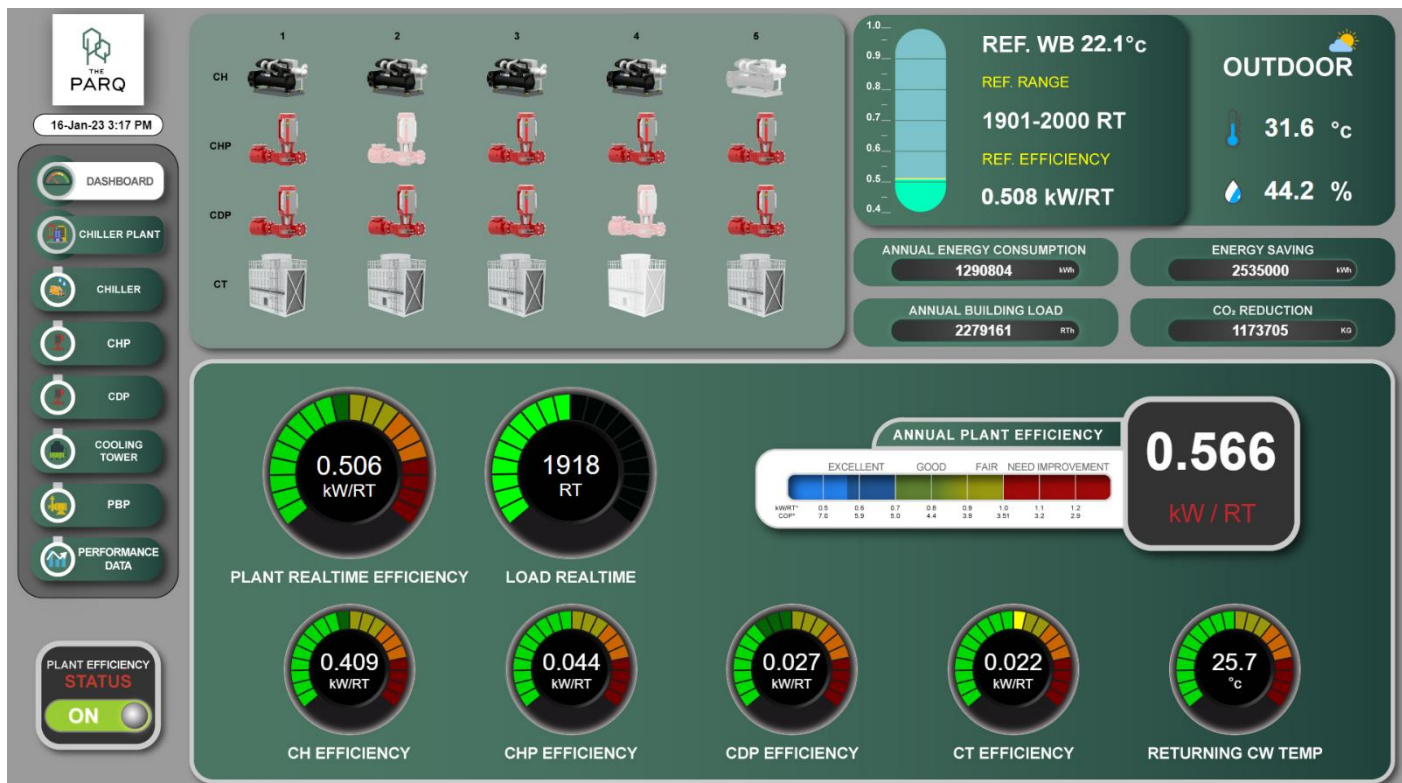 THE
PARQ
16-Jan-23 3:17 PM
DASHBOARD
CHILLER PLANT
CHILLER
CHP
CDP
COOLING
TOWER
PBP
PERFORMANCE
DATA
PLANT EFFICIENCY
STATUS
ON
1 2 3 4 5
CH
CHP
CDP
CT
1.0
0.9
0.8
0.7
0.6
0.5
0.4
REF. WB 22.1°c
REF. RANGE
1901-2000 RT
REF. EFFICIENCY
0.508 kW/RT
OUTDOOR
31.6 °c
44.2 %
ANNUAL ENERGY CONSUMPTION
1290804 kWh
ENERGY SAVING
2535000 kWh
ANNUAL BUILDING LOAD
2279161 RTh
CO₂ REDUCTION
1173705 KG
0.506
kW/RT
PLANT REALTIME EFFICIENCY
1918
RT
LOAD REALTIME
ANNUAL PLANT EFFICIENCY
EXCELLENT GOOD FAIR NEED IMPROVEMENT
kW/RT* 0.5 0.6 0.7 0.8 0.9 1.0 1.1 1.2
COP* 7.0 5.9 5.0 4.4 3.9 3.51 3.2 2.9
0.566
kW / RT
0.409
kW/RT
CH EFFICIENCY
0.044
kW/RT
CHP EFFICIENCY
0.027
kW/RT
CDP EFFICIENCY
0.022
kW/RT
CT EFFICIENCY
25.7
°c
RETURNING CW TEMP